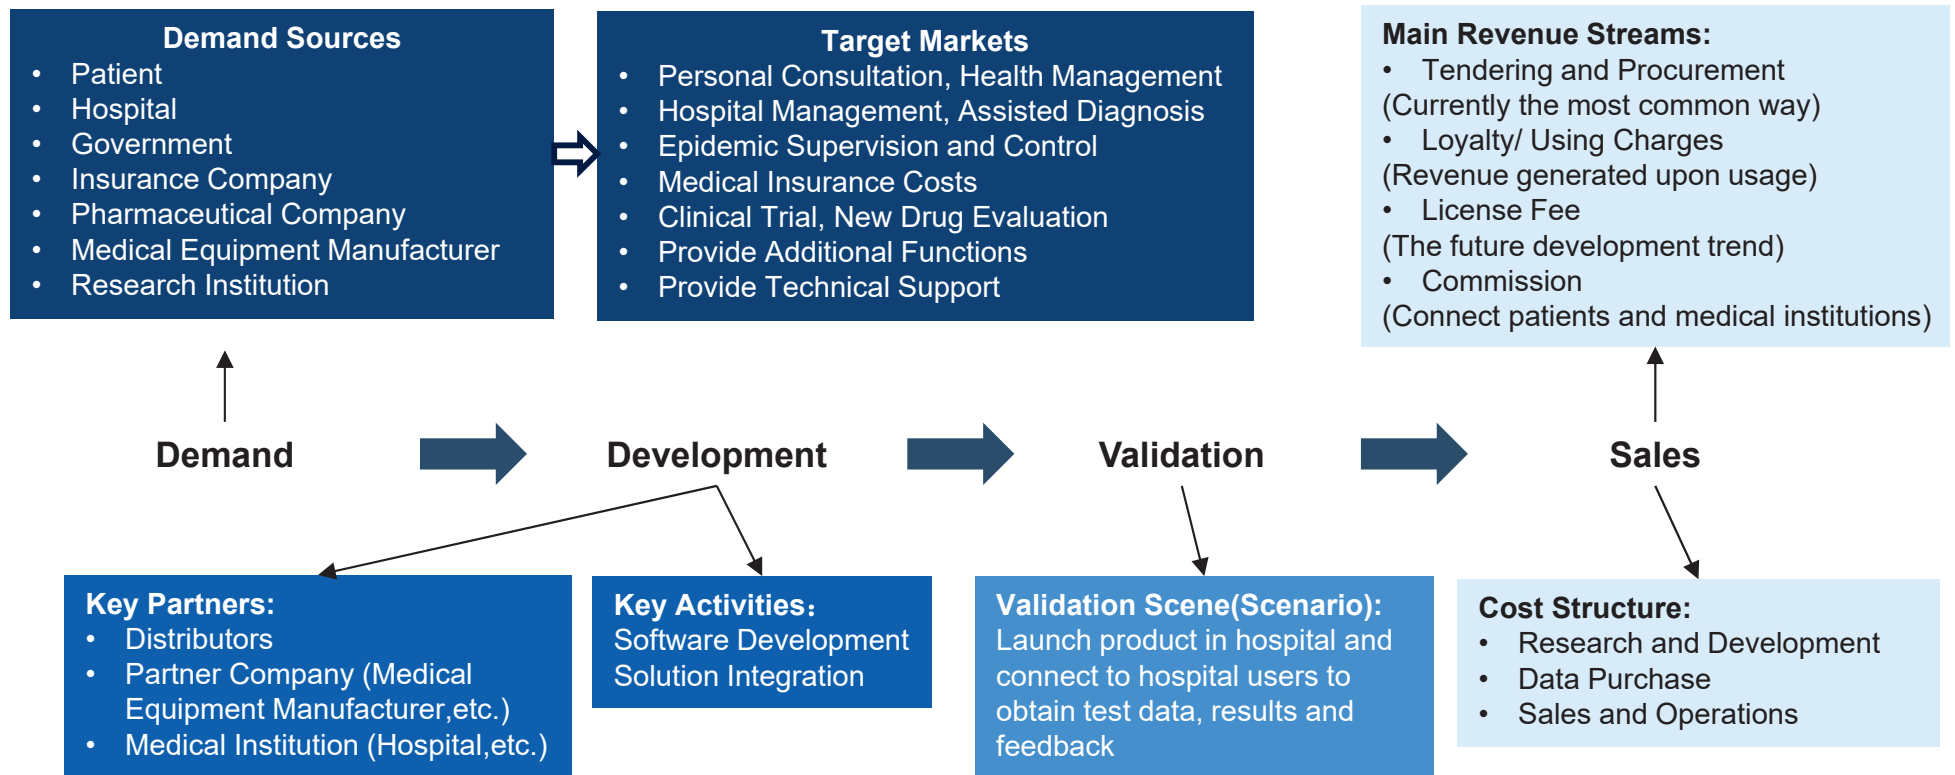 Demand Sources
• Patient
• Hospital
• Government
• Insurance Company
• Pharmaceutical Company
• Medical Equipment Manufacturer
• Research Institution
Target Markets
• Personal Consultation, Health Management
• Hospital Management, Assisted Diagnosis
• Epidemic Supervision and Control
• Medical Insurance Costs
• Clinical Trial, New Drug Evaluation
• Provide Additional Functions
• Provide Technical Support
Main Revenue Streams:
• Tendering and Procurement
(Currently the most common way)
• Loyalty/ Using Charges
(Revenue generated upon usage)
• License Fee
(The future development trend)
• Commission
(Connect patients and medical institutions)
Demand
Development
Validation
Sales
Key Partners:
• Distributors
• Partner Company (Medical
Equipment Manufacturer,etc.)
• Medical Institution (Hospital,etc.)
Key Activities：
Software Development
Solution Integration
Validation Scene(Scenario):
Launch product in hospital and
connect to hospital users to
obtain test data, results and
feedback
Cost Structure:
• Research and Development
• Data Purchase
• Sales and Operations